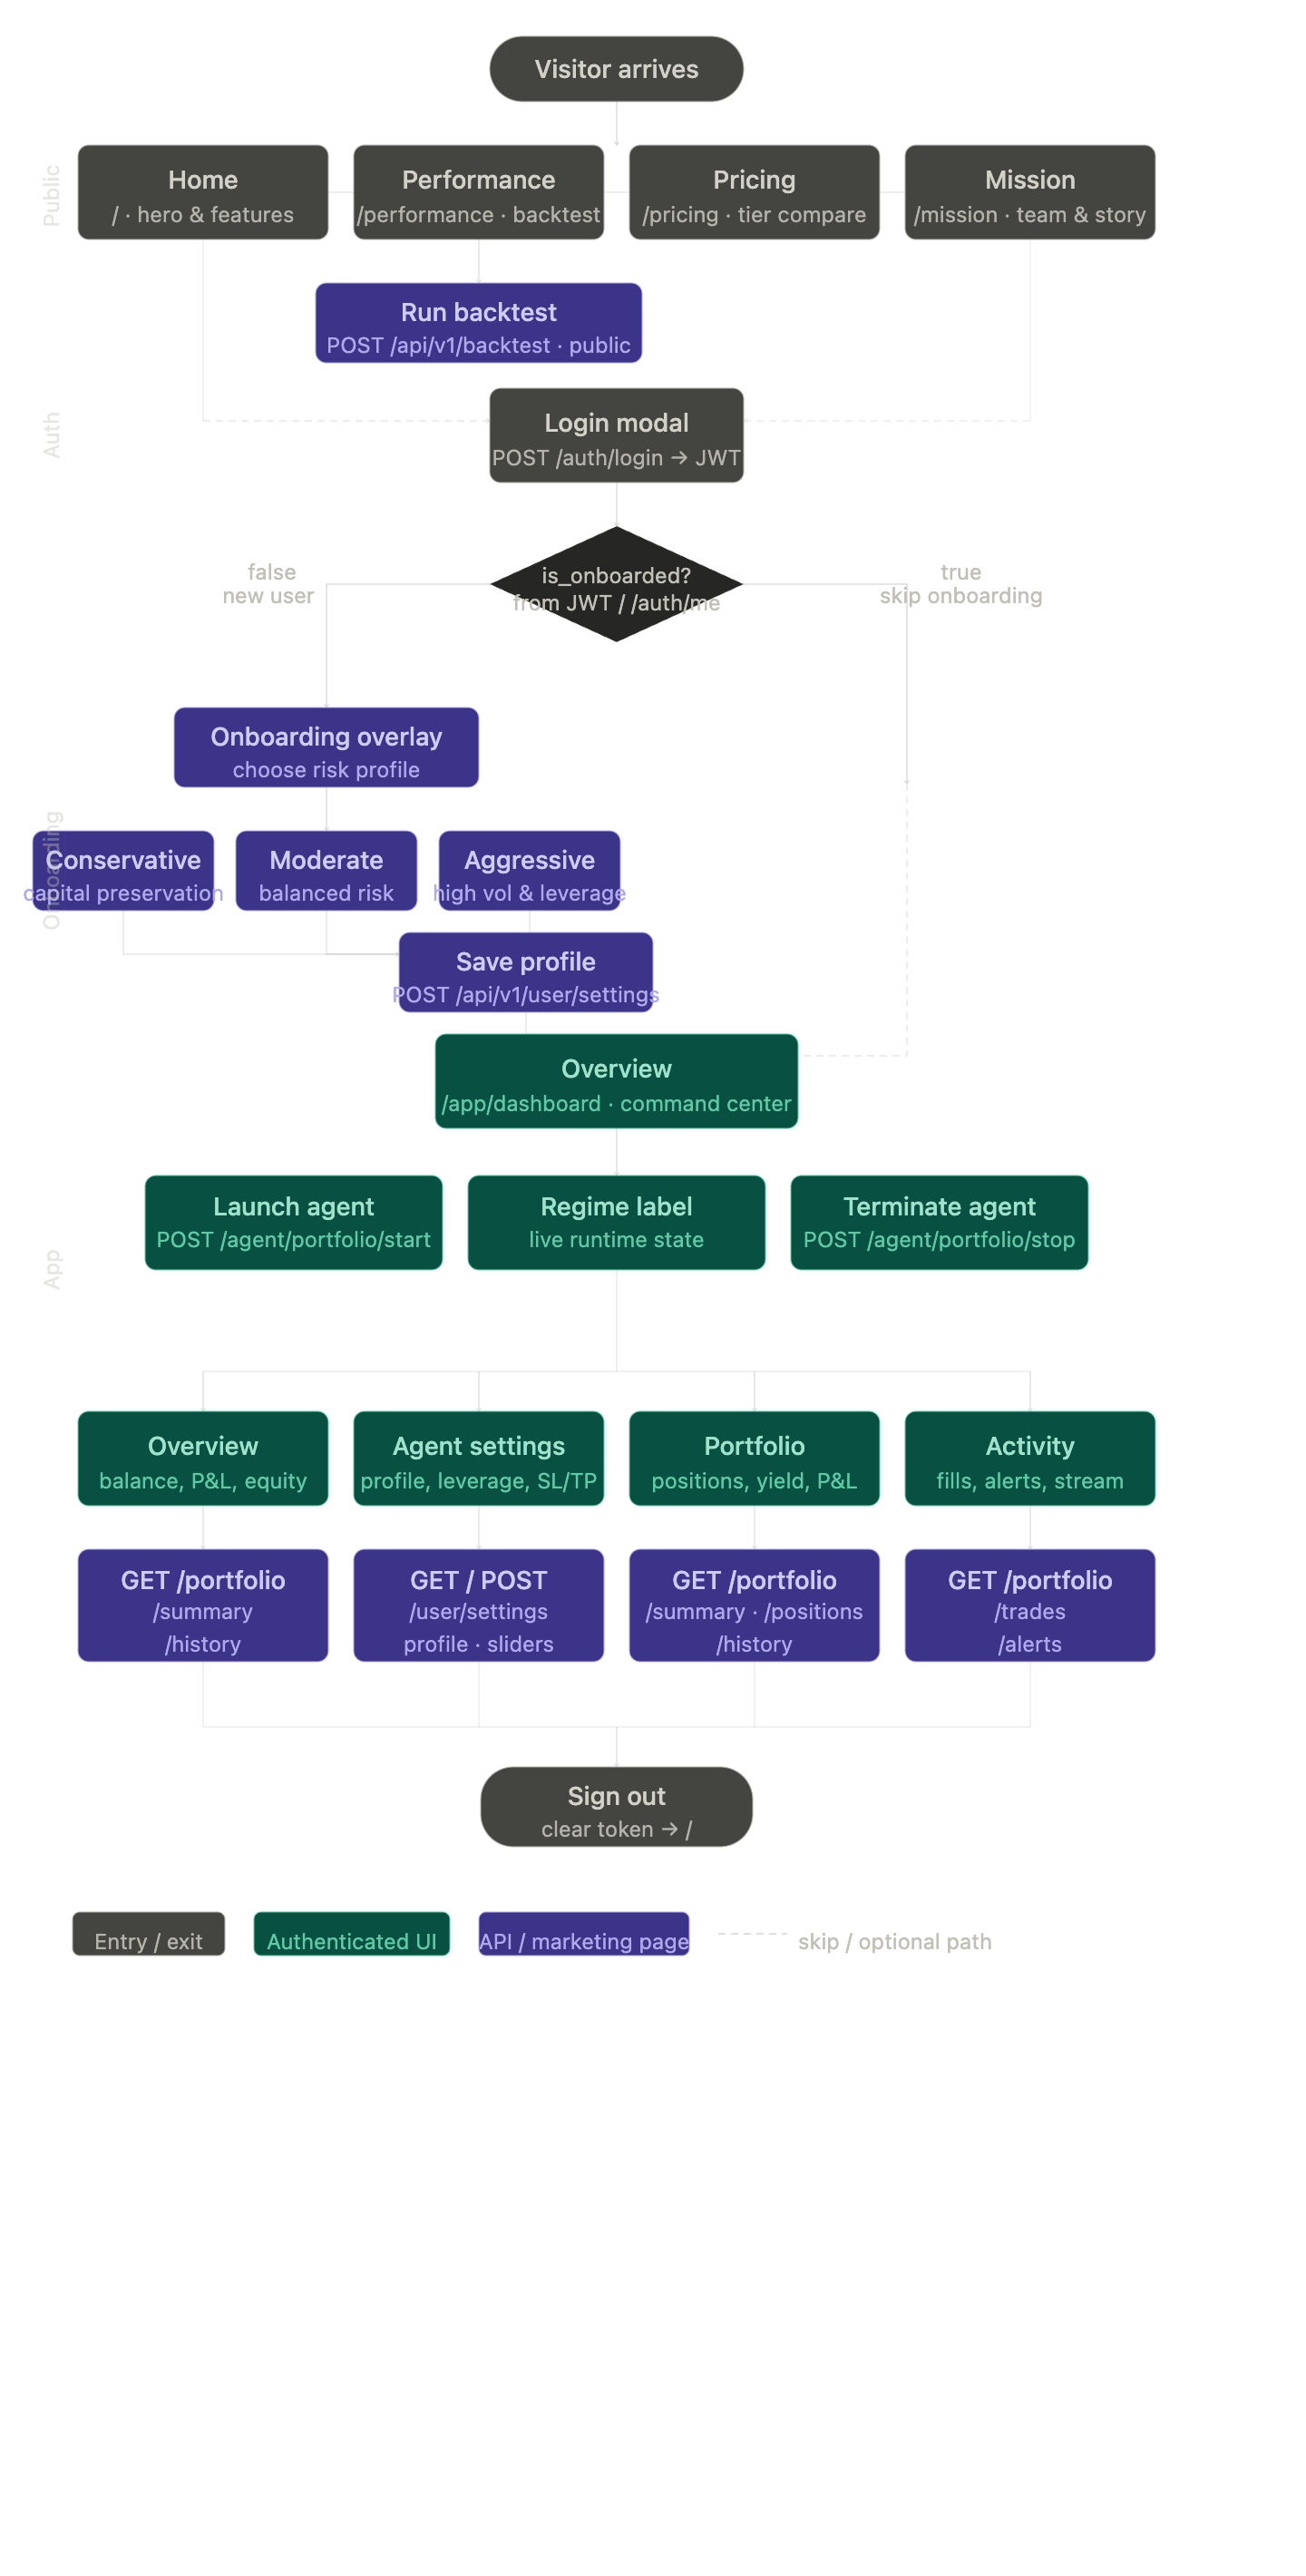 Visitor arrives
Public
Home
/ · hero & features
Performance
/performance · backtest
Pricing
/pricing · tier compare
Mission
/mission · team & story
Run backtest
POST /api/v1/backtest · public
Auth
Login modal
POST /auth/login → JWT
is_onboarded?
from JWT / /auth/me
false
new user
true
skip onboarding
Onboarding overlay
choose risk profile
Onboarding
Conservative
capital preservation
Moderate
balanced risk
Aggressive
high vol & leverage
Save profile
POST /api/v1/user/settings
Overview
/app/dashboard · command center
App
Launch agent
POST /agent/portfolio/start
Regime label
live runtime state
Terminate agent
POST /agent/portfolio/stop
Overview
balance, P&L, equity
Agent settings
profile, leverage, SL/TP
Portfolio
positions, yield, P&L
Activity
fills, alerts, stream
GET /portfolio
/summary
/history
GET / POST
/user/settings
profile · sliders
GET /portfolio
/summary · /positions
/history
GET /portfolio
/trades
/alerts
Sign out
clear token → /
Entry / exit
Authenticated UI
API / marketing page
skip / optional path